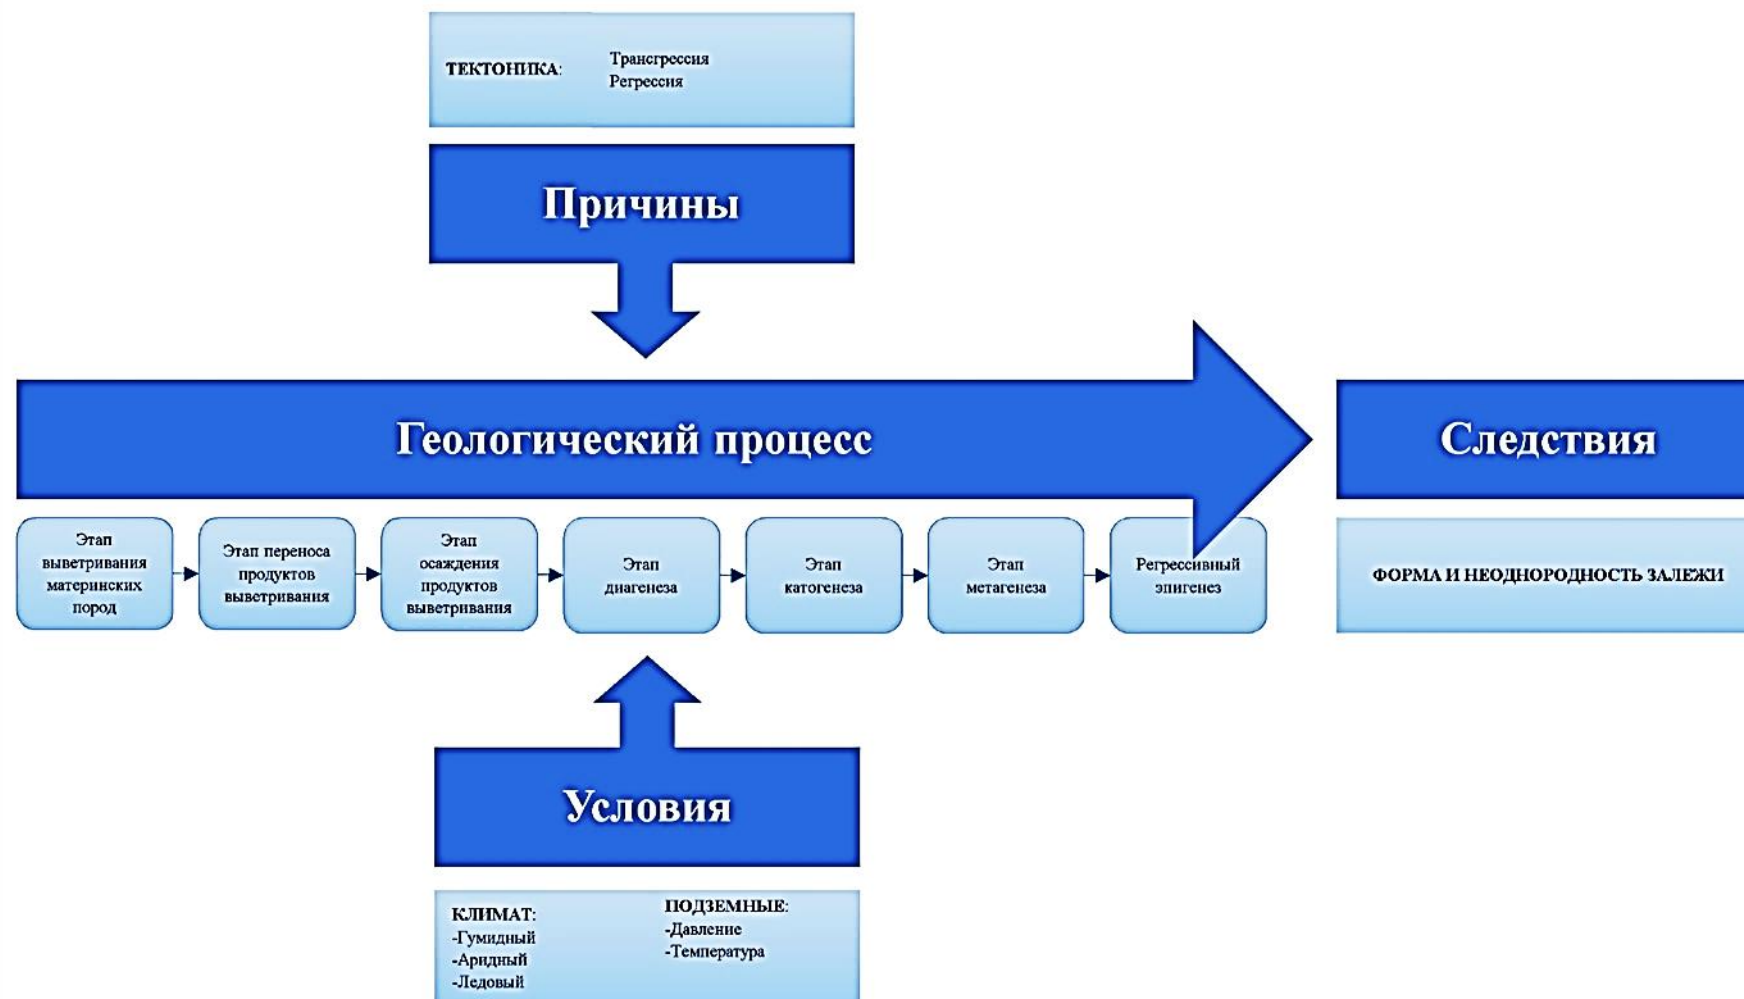 ТЕКТОНИКА:
Трансгрессия
Регрессия
Причины
Геологический процесс
Следствия
Этап
выветривания
материнских
пород
Этап переноса
продуктов
выветривания
Этап
осаждения
продуктов
выветривания
Этап
диагенеза
Этап
катогенеза
Этап
метагенеза
Регрессивный
эпигенез
ФОРМА И НЕОДНОРОДНОСТЬ ЗАЛЕЖИ
Условия
КЛИМАТ:
-Гумидный
-Аридный
-Ледовый
ПОДЗЕМНЫЕ:
-Давление
-Температура